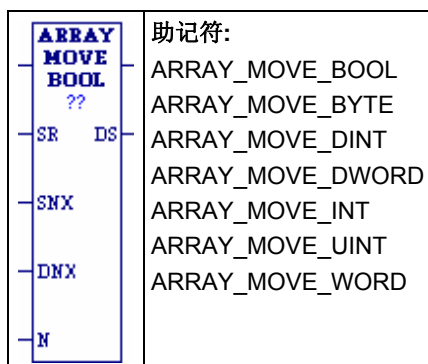 ARRAY
MOVE
BOOL
??
SR DS
SNX
DNX
N
助记符:
ARRAY_MOVE_BOOL
ARRAY_MOVE_BYTE
ARRAY_MOVE_DINT
ARRAY_MOVE_DWORD
ARRAY_MOVE_INT
ARRAY_MOVE_UINT
ARRAY_MOVE_WORD